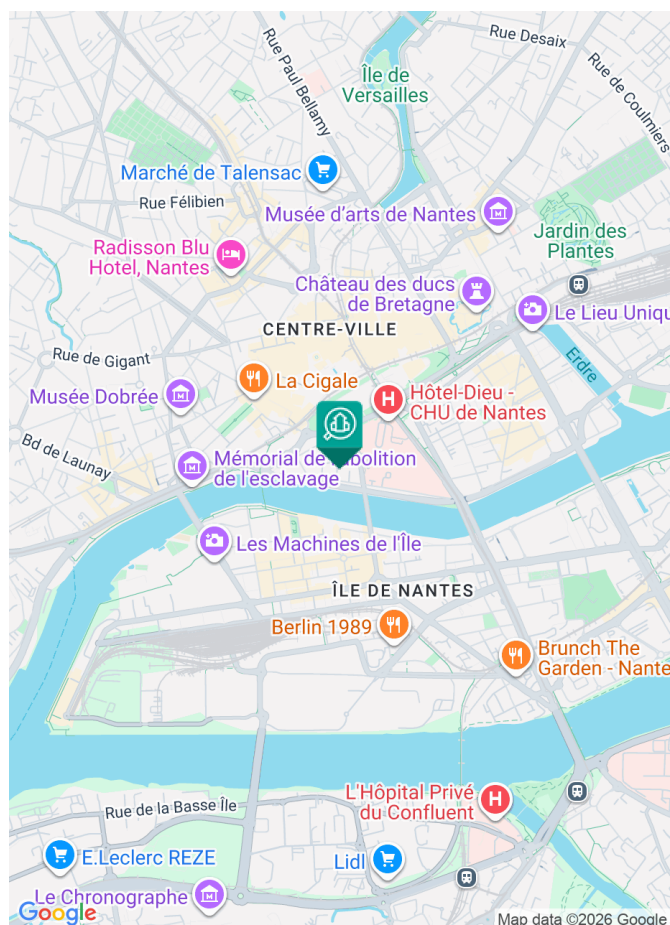 Rue Desaix
Rue Paul Bellamy
Île de
Versailles
Rue de Coulmiers
Marché de Talensac
Rue Félibien
Musée d'arts de Nantes
Jardin des
Plantes
Radisson Blu
Hotel, Nantes
Château des ducs
de Bretagne
Le Lieu Uniqu
CENTRE-VILLE
Rue de Gigant
Erdre
La Cigale
Musée Dobrée
H
Hôtel-Dieu -
CHU de Nantes
Bd de Launay
Mémorial de l'abolition
de l'esclavage
Les Machines de l'Île
ÎLE DE NANTES
Berlin 1989
Brunch The
Garden - Nante
L'Hôpital Privé
du Confluent
H
Rue de la Basse Île
E.Leclerc REZE
Lidl
Le Chronographe
Google
Map data ©2026 Google